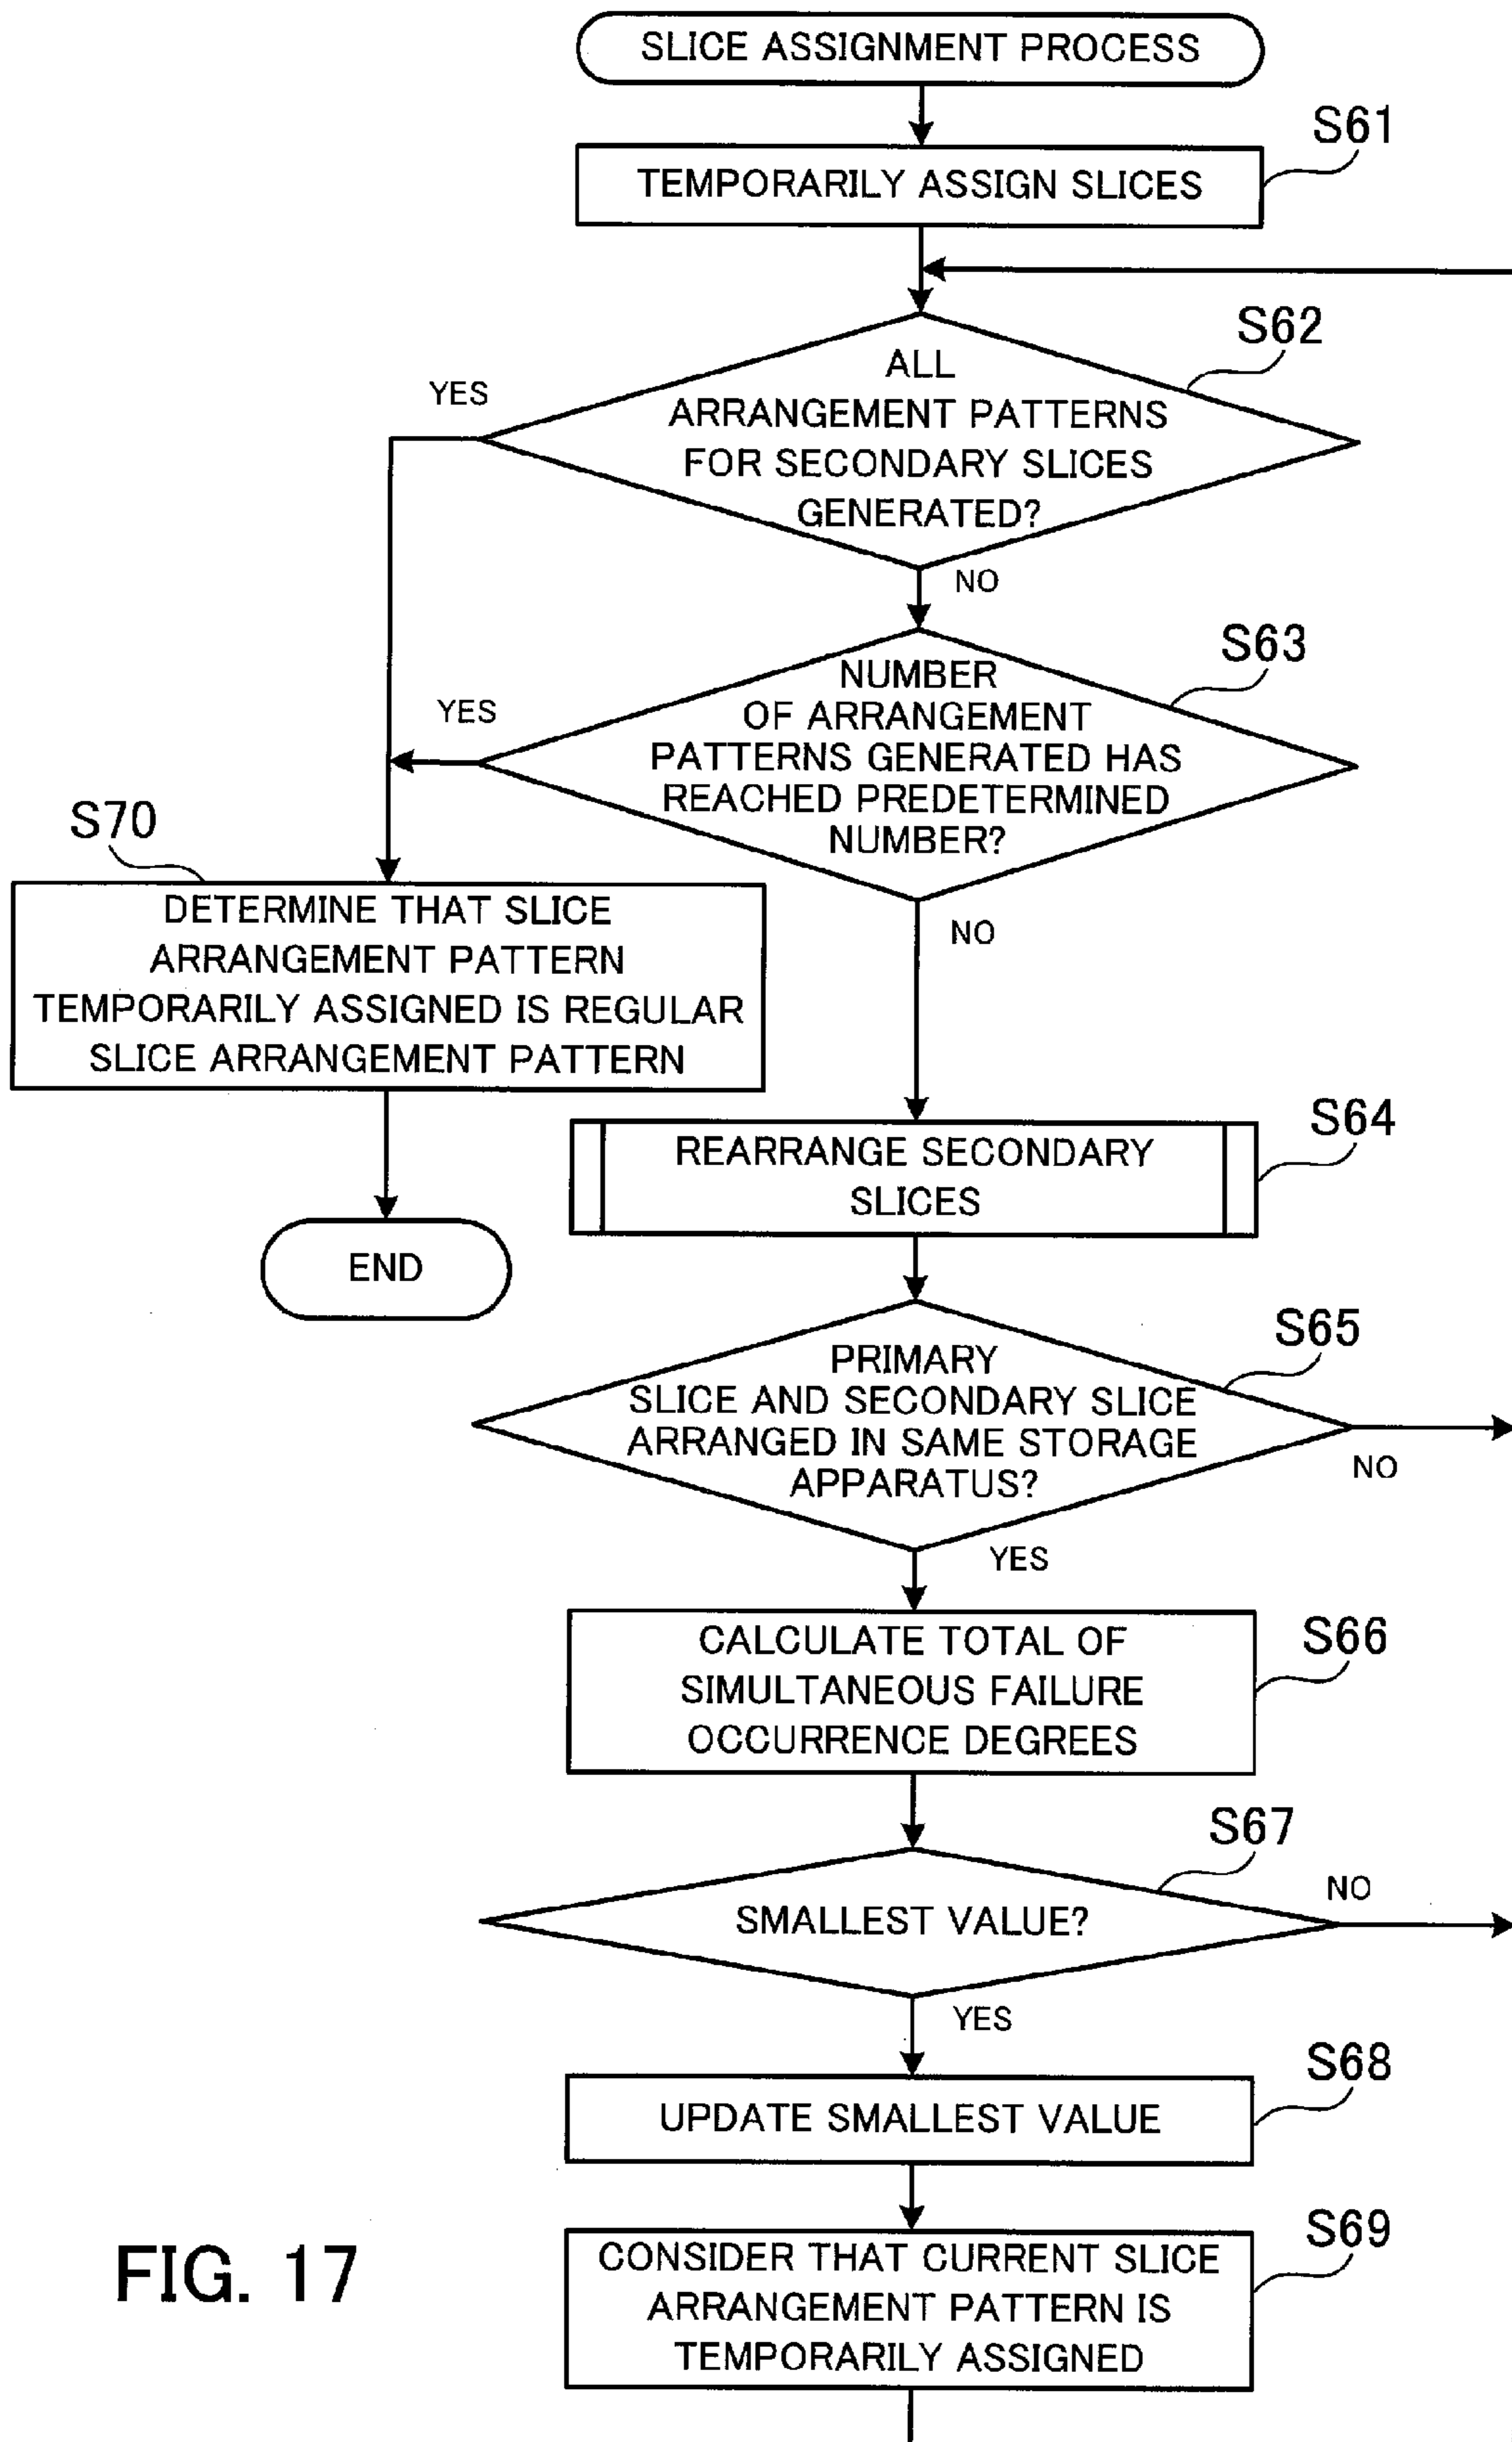 SLICE ASSIGNMENT PROCESS
S61
TEMPORARILY ASSIGN SLICES
S62
ALL
ARRANGEMENT PATTERNS
FOR SECONDARY SLICES
GENERATED?
YES
NO
S63
NUMBER
OF ARRANGEMENT
PATTERNS GENERATED HAS
REACHED PREDETERMINED
NUMBER?
YES
NO
S70
DETERMINE THAT SLICE
ARRANGEMENT PATTERN
TEMPORARILY ASSIGNED IS REGULAR
SLICE ARRANGEMENT PATTERN
END
S64
REARRANGE SECONDARY
SLICES
S65
PRIMARY
SLICE AND SECONDARY SLICE
ARRANGED IN SAME STORAGE
APPARATUS?
NO
YES
S66
CALCULATE TOTAL OF
SIMULTANEOUS FAILURE
OCCURRENCE DEGREES
S67
SMALLEST VALUE?
NO
YES
S68
UPDATE SMALLEST VALUE
S69
CONSIDER THAT CURRENT SLICE
ARRANGEMENT PATTERN IS
TEMPORARILY ASSIGNED
FIG. 17